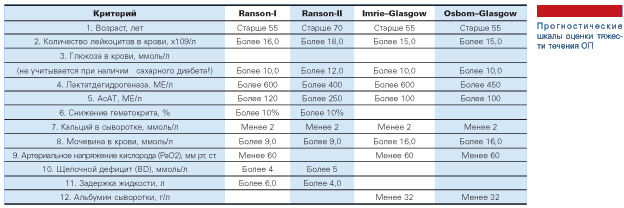 Критерий Ranson-I Ranson-II Imrie–Glasgow Osborn–Glasgow
1. Возраст, лет Старше 55 Старше 70 Старше 55 Старше 55
2. Количество лейкоцитов в крови, х109/л Более 16,0 Более 18,0 Более 15,0 Более 15,0
3. Глюкоза в крови, ммоль/л
(не учитывается при наличии сахарного диабета!) Более 10,0 Более 12,0 Более 10,0 Более 10,0
4. Лактатдегидрогеназа, МЕ/л Более 600 Более 400 Более 600 Более 450
5. АсАТ, МЕ/л Более 120 Более 250 Более 100 Более 100
6. Снижение гематокрита, % Более 10% Более 10%
7. Кальций в сыворотке, ммоль/л Менее 2 Менее 2 Менее 2 Менее 2
8. Мочевина в крови, ммоль/л Более 9,0 Более 9,0 Более 16,0 Более 16,0
9. Артериальное напряжение кислорода (PaO2), мм рт. ст. Менее 60 Менее 60 Менее 60
10. Щелочной дефицит (BD), ммоль/л Более 4 Более 5
11. Задержка жидкости, л Более 6,0 Более 4,0
12. Альбумин сыворотки, г/л Менее 32 Менее 32
Прогностические
шкалы оценки тяжес-
ти течения ОП